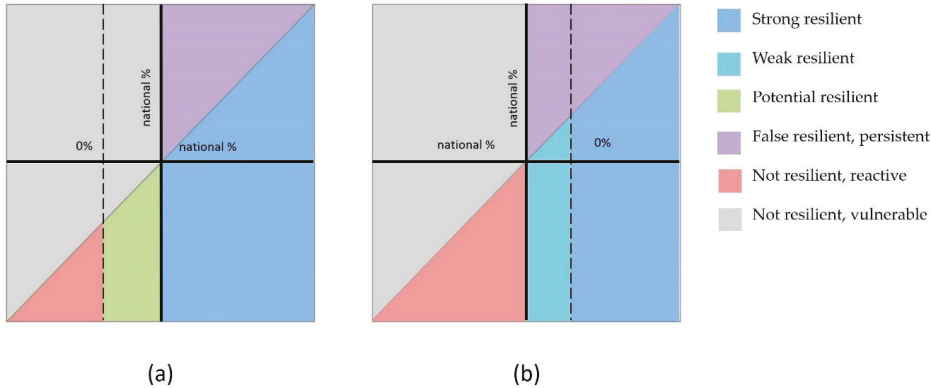 national %
0%
national %
(a)
national %
national %
0%
(b)
Strong resilient
Weak resilient
Potential resilient
False resilient, persistent
Not resilient, reactive
Not resilient, vulnerable